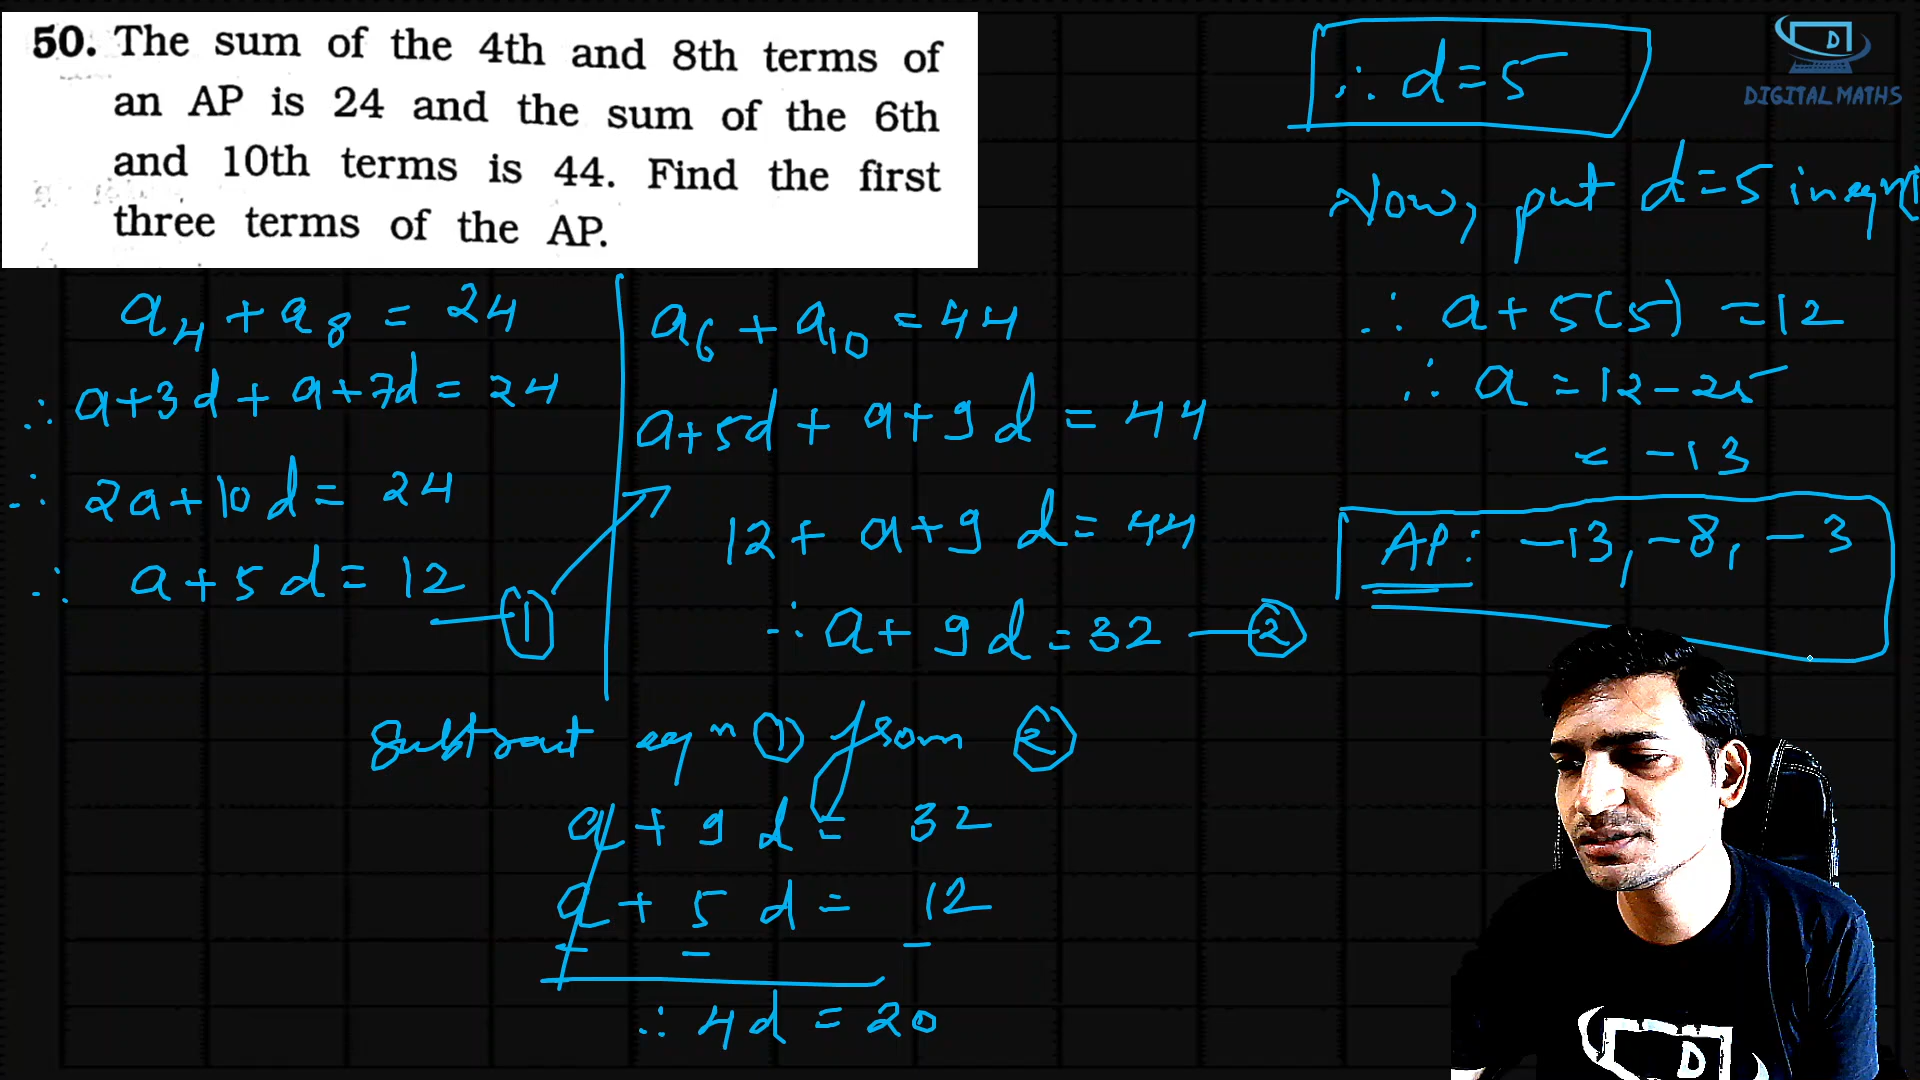 50. The sum of the 4th and 8th terms of
an AP is 24 and the sum of the 6th
and 10th terms is 44. Find the first
three terms of the AP.
a₄ + a₈ = 24
∴ a+3d + a+7d = 24
∴ 2a+10d = 24
∴ a+5d = 12 —①
a₆ + a₁₀ = 44
a+5d + a+9d = 44
12 + a+9d = 44
∴ a+9d = 32 —②
Subtract eqn ① from ②
a + 9d = 32
a + 5d = 12
– – –
∴ 4d = 20
∴ d = 5
Now, put d=5 in eqn ①
∴ a + 5(5) = 12
∴ a = 12 – 25
= –13
AP: –13, –8, –3
D
DIGITAL MATHS
D